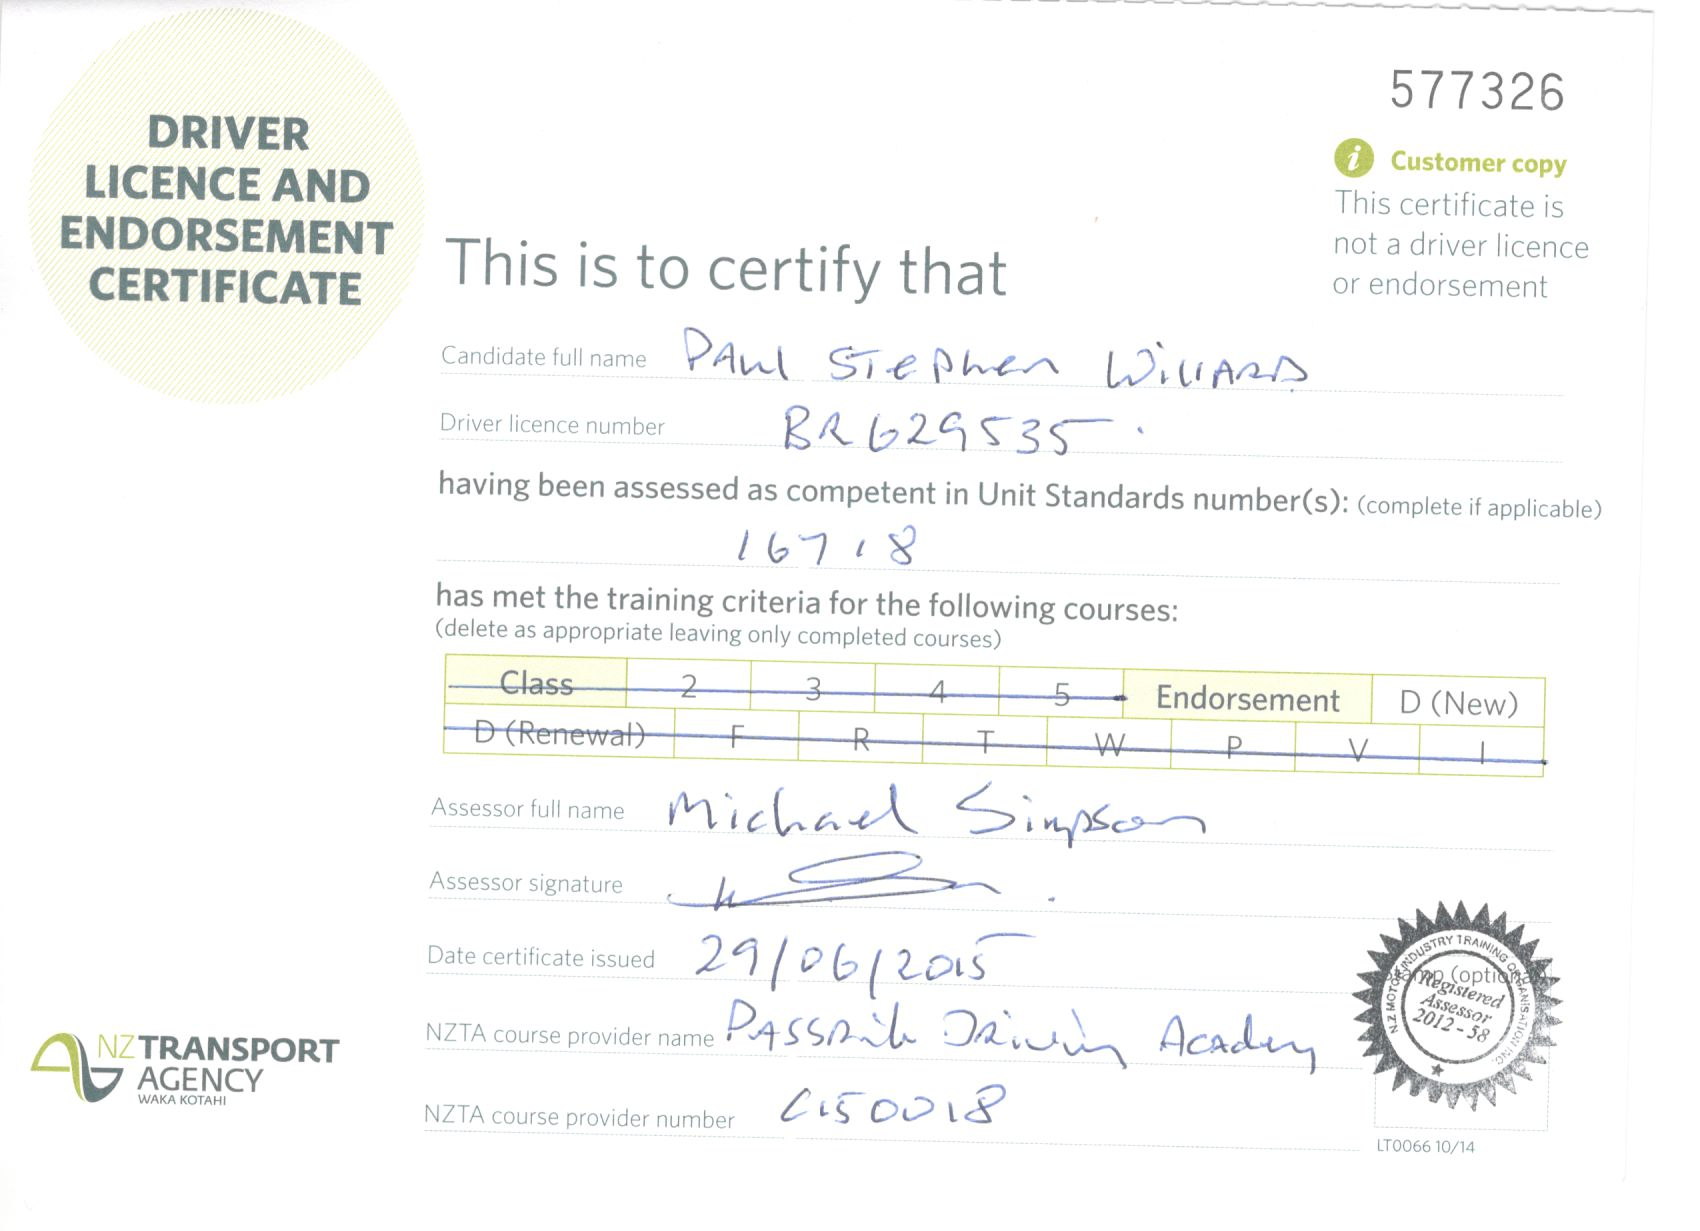 577326
DRIVER
LICENCE AND
ENDORSEMENT
CERTIFICATE
i Customer copy
This certificate is
not a driver licence
or endorsement
This is to certify that
Candidate full name PAul STephen WillARD
Driver licence number BR629535
having been assessed as competent in Unit Standards number(s): (complete if applicable)
16718
has met the training criteria for the following courses:
(delete as appropriate leaving only completed courses)
Class 2 3 4 5 Endorsement D (New)
D (Renewal) F R T W P V I
Assessor full name Michael Simpson
Assessor signature
Date certificate issued 29/06/2015
Stamp (optional)
N.Z MOTOR INDUSTRY TRAINING ORGANISATION INC.
Registered
Assessor
2012-58
NZTA course provider name PASSRite Driving Academy
NZTA course provider number C150018
NZ TRANSPORT
AGENCY
WAKA KOTAHI
LT0066 10/14